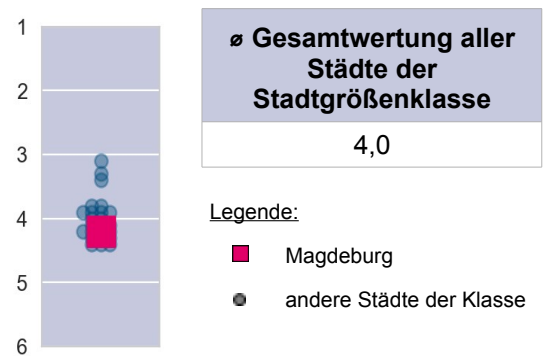 1
2
3
4
5
6
ø Gesamtwertung aller
Städte der
Stadtgrößenklasse
4,0
Legende:
Magdeburg
andere Städte der Klasse